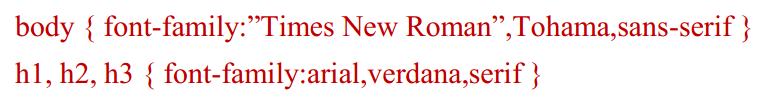 body { font-family:”Times New Roman”,Tohama,sans-serif }
h1, h2, h3 { font-family:arial,verdana,serif }